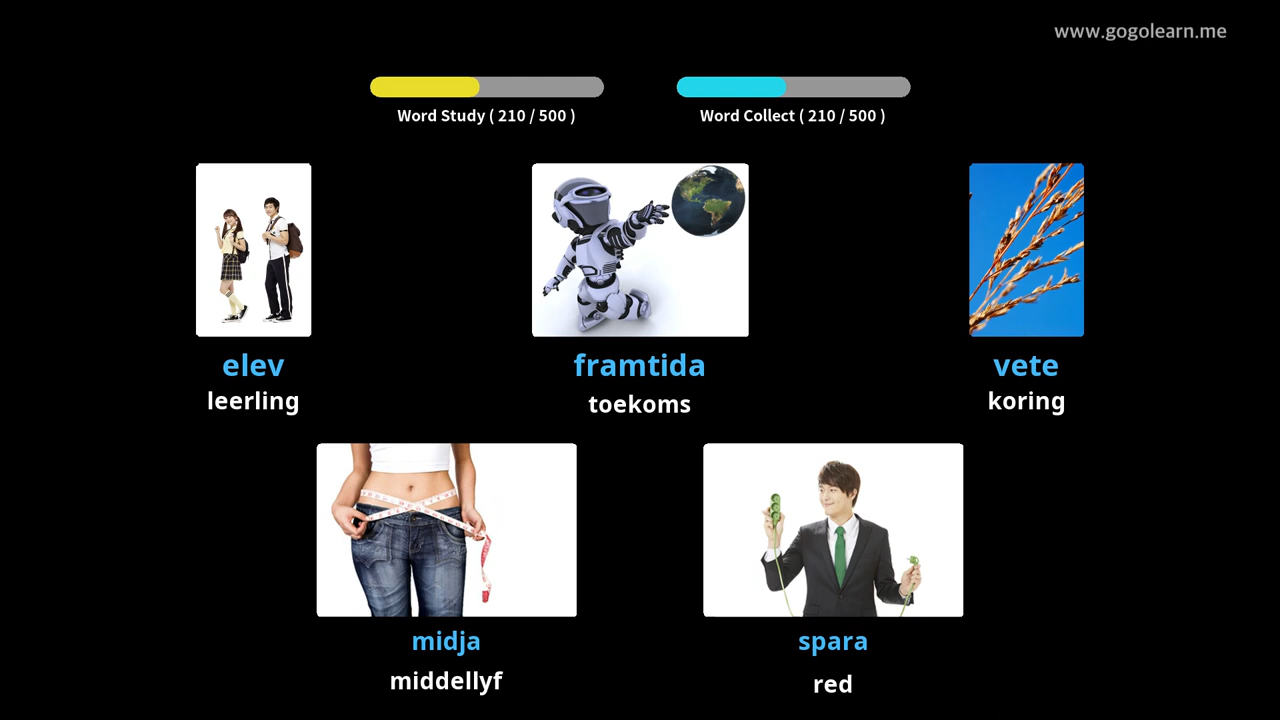 www.gogolearn.me
Word Study ( 210 / 500 )
Word Collect ( 210 / 500 )
elev
leerling
framtida
toekoms
vete
koring
midja
middellyf
spara
red